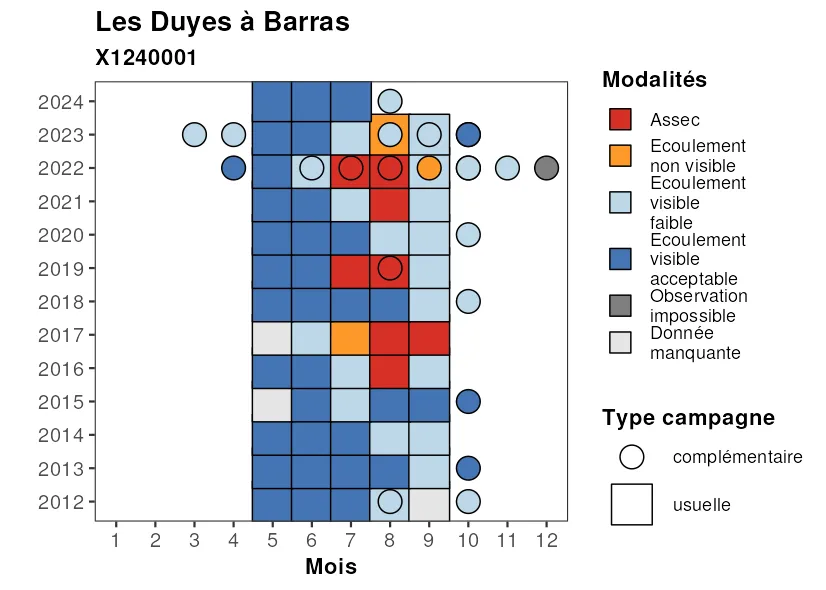 Les Duyes à Barras
X1240001
2024
2023
2022
2021
2020
2019
2018
2017
2016
2015
2014
2013
2012
1 2 3 4 5 6 7 8 9 10 11 12
Mois
Modalités
Assec
Ecoulement
non visible
Ecoulement
visible
faible
Ecoulement
visible
acceptable
Observation
impossible
Donnée
manquante
Type campagne
complémentaire
usuelle